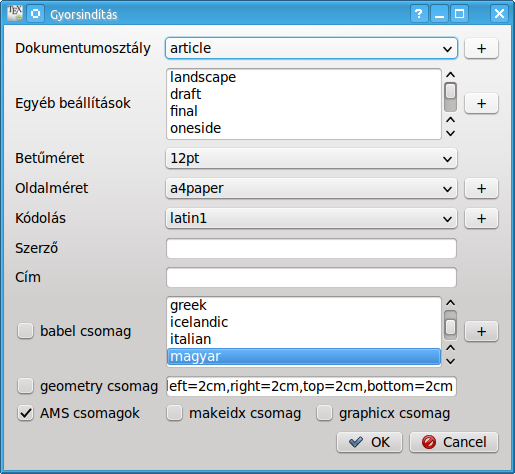 Gyorsindítás
Dokumentumosztály article +
Egyéb beállítások landscape
draft
final
oneside
+
Betűméret 12pt
Oldalméret a4paper +
Kódolás latin1 +
Szerző
Cím
greek
icelandic
italian
babel csomag +
magyar
geometry csomag left=2cm,right=2cm,top=2cm,bottom=2cm
AMS csomagok makeidx csomag graphicx csomag
OK Cancel